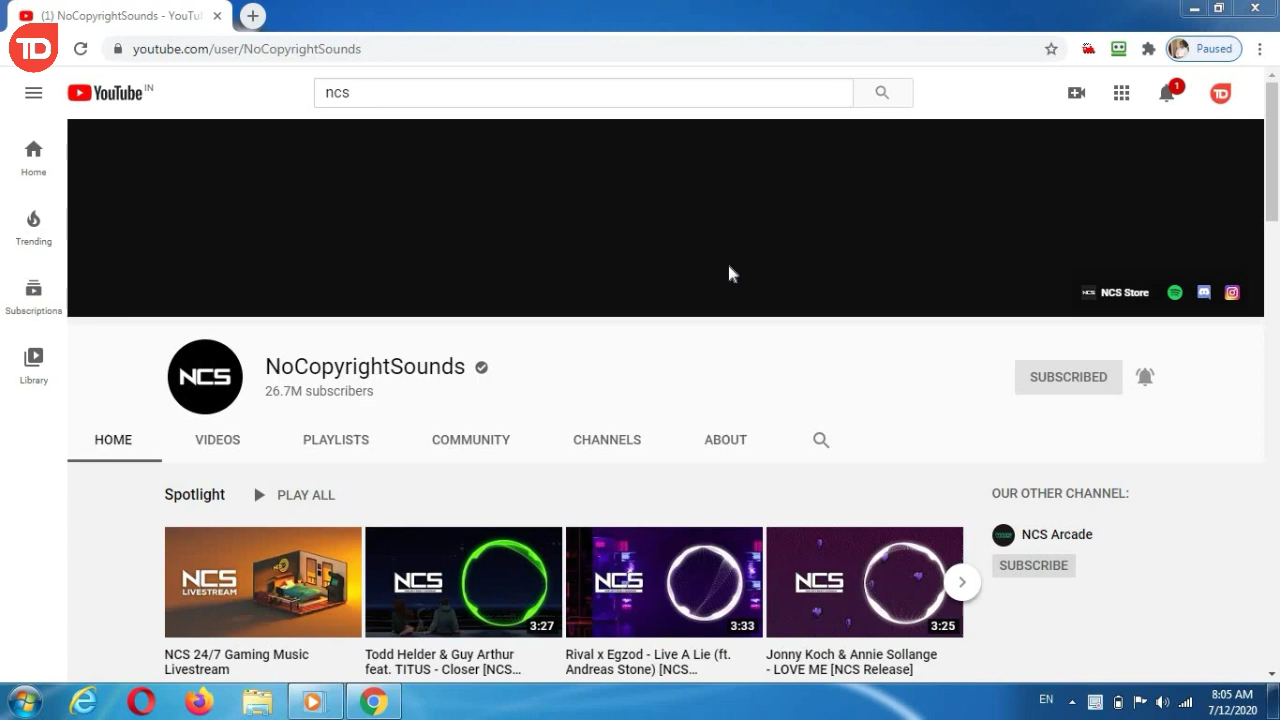 (1) NoCopyrightSounds - YouTu
TD
youtube.com/user/NoCopyrightSounds
Paused
YouTube IN
ncs
1
TD
Home
Trending
Subscriptions
Library
NCS NCS Store
NCS
NoCopyrightSounds
26.7M subscribers
SUBSCRIBED
HOME VIDEOS PLAYLISTS COMMUNITY CHANNELS ABOUT
Spotlight PLAY ALL
OUR OTHER CHANNEL:
NCS Arcade
SUBSCRIBE
NCS
LIVESTREAM
NCS
3:27
NCS
3:33
NCS
3:25
NCS 24/7 Gaming Music
Livestream
Todd Helder & Guy Arthur
feat. TITUS - Closer [NCS...
Rival x Egzod - Live A Lie (ft.
Andreas Stone) [NCS...
Jonny Koch & Annie Sollange
- LOVE ME [NCS Release]
EN
8:05 AM
7/12/2020